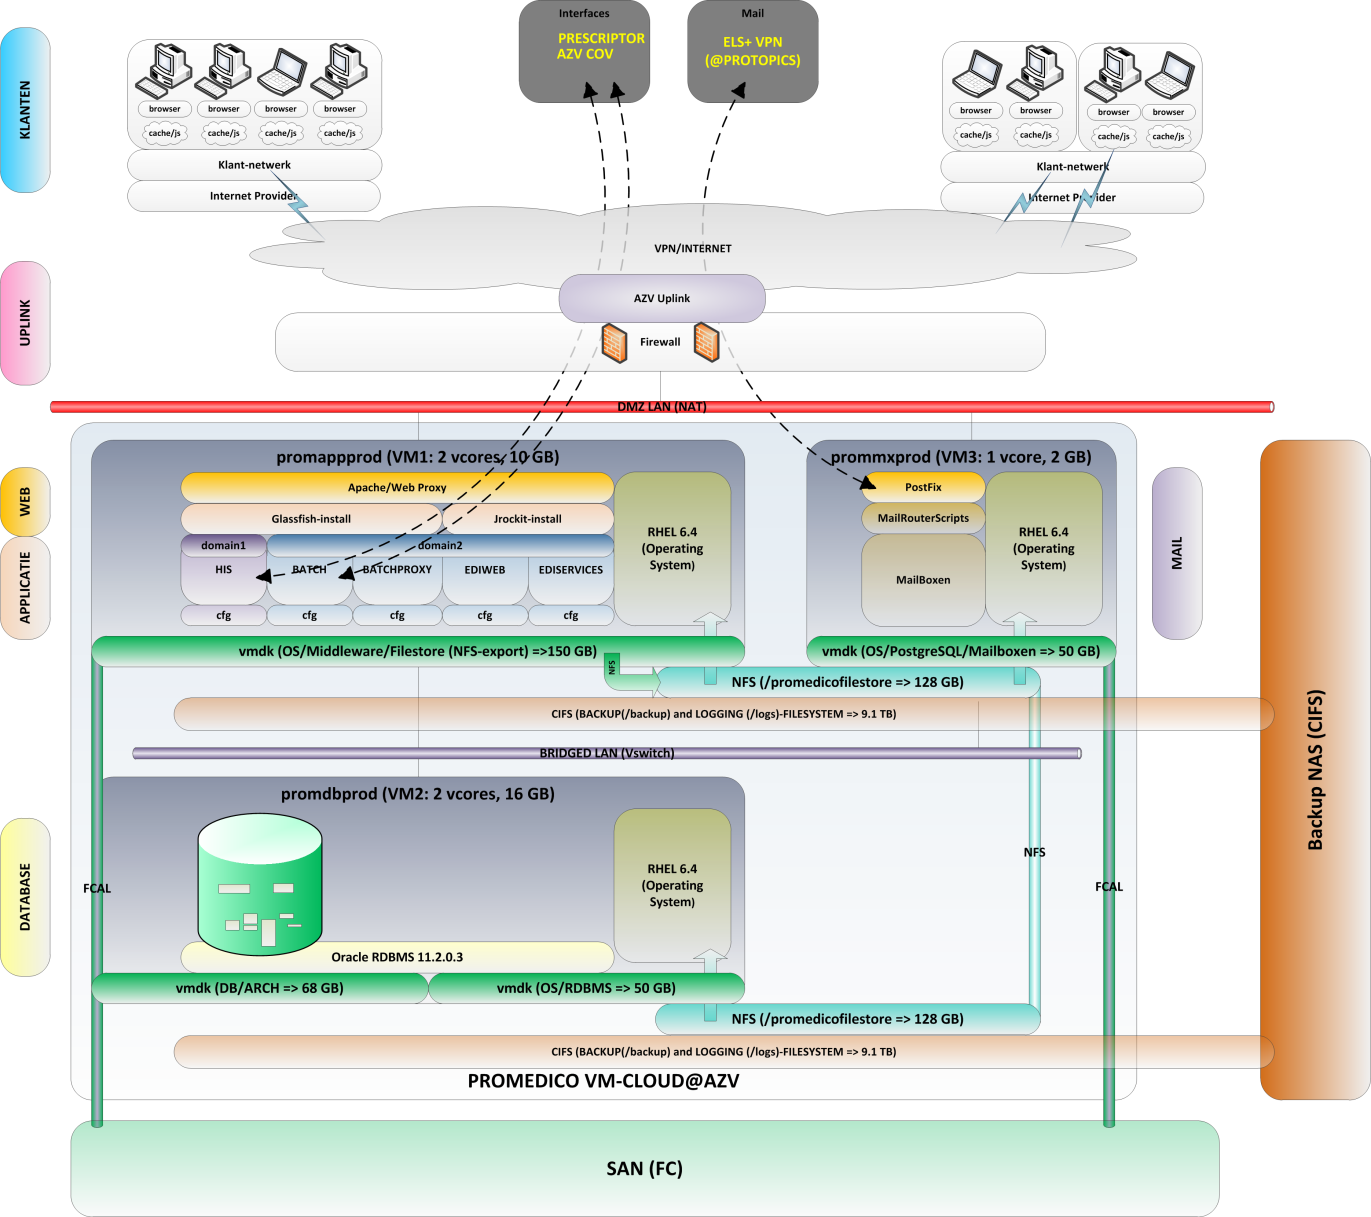 Interfaces
PRESCRIPTOR
AZV COV
Mail
ELS+ VPN
(@PROTOPICS)
KLANTEN
browser
browser
browser
browser
cache/js
cache/js
cache/js
cache/js
Klant-netwerk
Internet Provider
browser
browser
browser
browser
cache/js
cache/js
cache/js
cache/js
Klant-netwerk
Internet Provider
VPN/INTERNET
UPLINK
AZV Uplink
Firewall
DMZ LAN (NAT)
promappprod (VM1: 2 vcores, 10 GB)
prommxprod (VM3: 1 vcore, 2 GB)
WEB
APPLICATIE
Apache/Web Proxy
Glassfish-install
Jrockit-install
domain1
domain2
HIS
BATCH
BATCHPROXY
EDIWEB
EDISERVICES
cfg
cfg
cfg
cfg
cfg
RHEL 6.4
(Operating
System)
PostFix
MailRouterScripts
MailBoxen
RHEL 6.4
(Operating
System)
MAIL
vmdk (OS/Middleware/Filestore (NFS-export) =>150 GB)
vmdk (OS/PostgreSQL/Mailboxen => 50 GB)
NFS
NFS (/promedicofilestore => 128 GB)
CIFS (BACKUP(/backup) and LOGGING (/logs)-FILESYSTEM => 9.1 TB)
Backup NAS (CIFS)
BRIDGED LAN (Vswitch)
promdbprod (VM2: 2 vcores, 16 GB)
DATABASE
FCAL
RHEL 6.4
(Operating
System)
NFS
FCAL
Oracle RDBMS 11.2.0.3
vmdk (DB/ARCH => 68 GB)
vmdk (OS/RDBMS => 50 GB)
NFS (/promedicofilestore => 128 GB)
CIFS (BACKUP(/backup) and LOGGING (/logs)-FILESYSTEM => 9.1 TB)
PROMEDICO VM-CLOUD@AZV
SAN (FC)